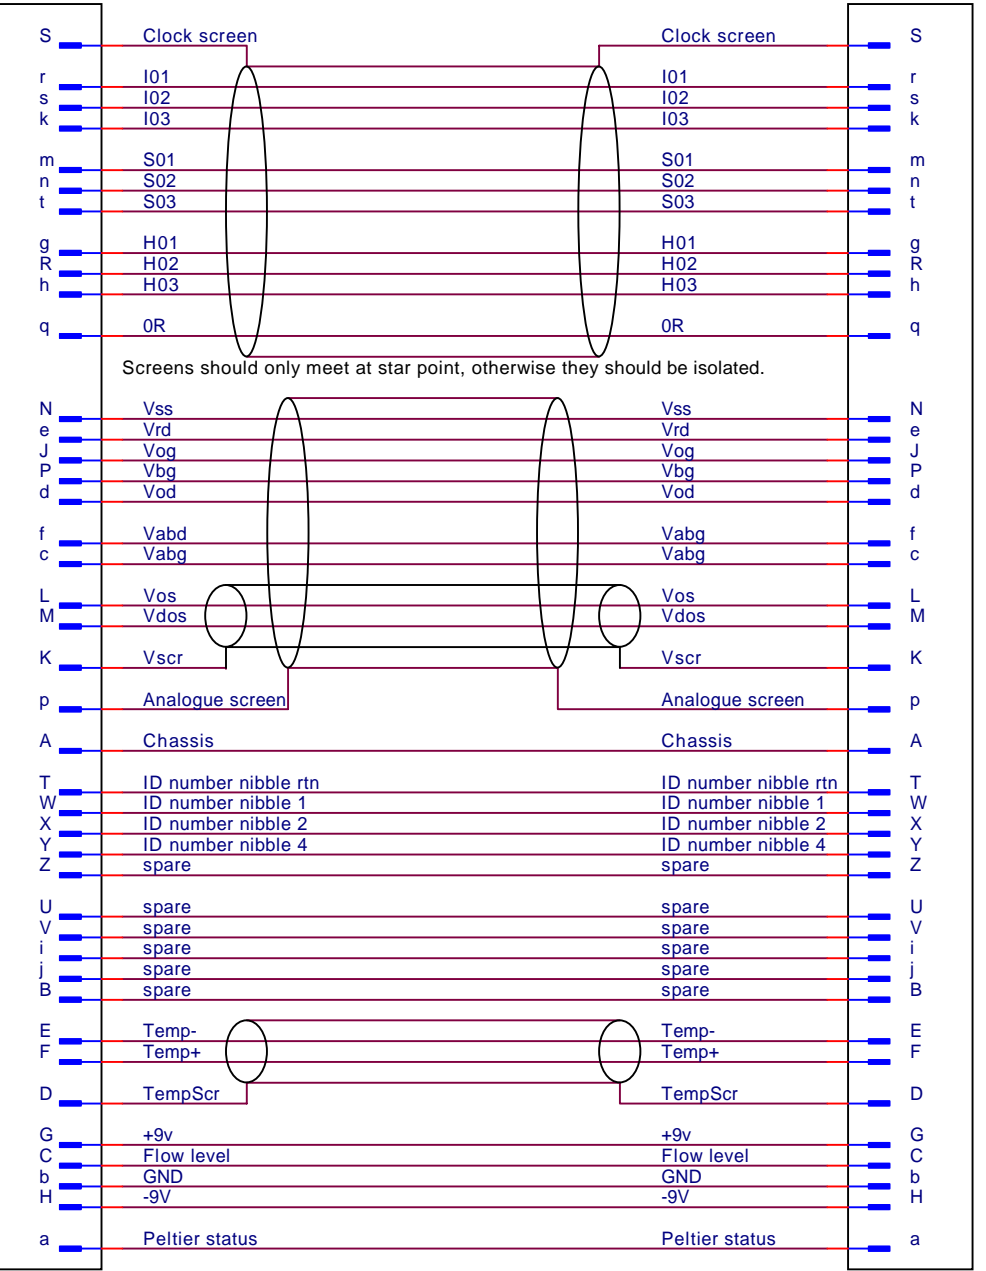 S Clock screen Clock screen S
r I01 I01 r
s I02 I02 s
k I03 I03 k
m S01 S01 m
n S02 S02 n
t S03 S03 t
g H01 H01 g
R H02 H02 R
h H03 H03 h
q 0R 0R q
Screens should only meet at star point, otherwise they should be isolated.
N Vss Vss N
e Vrd Vrd e
J Vog Vog J
P Vbg Vbg P
d Vod Vod d
f Vabd Vabg f
c Vabg Vabg c
L Vos Vos L
M Vdos Vdos M
K Vscr Vscr K
p Analogue screen Analogue screen p
A Chassis Chassis A
T ID number nibble rtn ID number nibble rtn T
W ID number nibble 1 ID number nibble 1 W
X ID number nibble 2 ID number nibble 2 X
Y ID number nibble 4 ID number nibble 4 Y
Z spare spare Z
U spare spare U
V spare spare V
i spare spare i
j spare spare j
B spare spare B
E Temp- Temp- E
F Temp+ Temp+ F
D TempScr TempScr D
G +9v +9v G
C Flow level Flow level C
b GND GND b
H -9V -9V H
a Peltier status Peltier status a